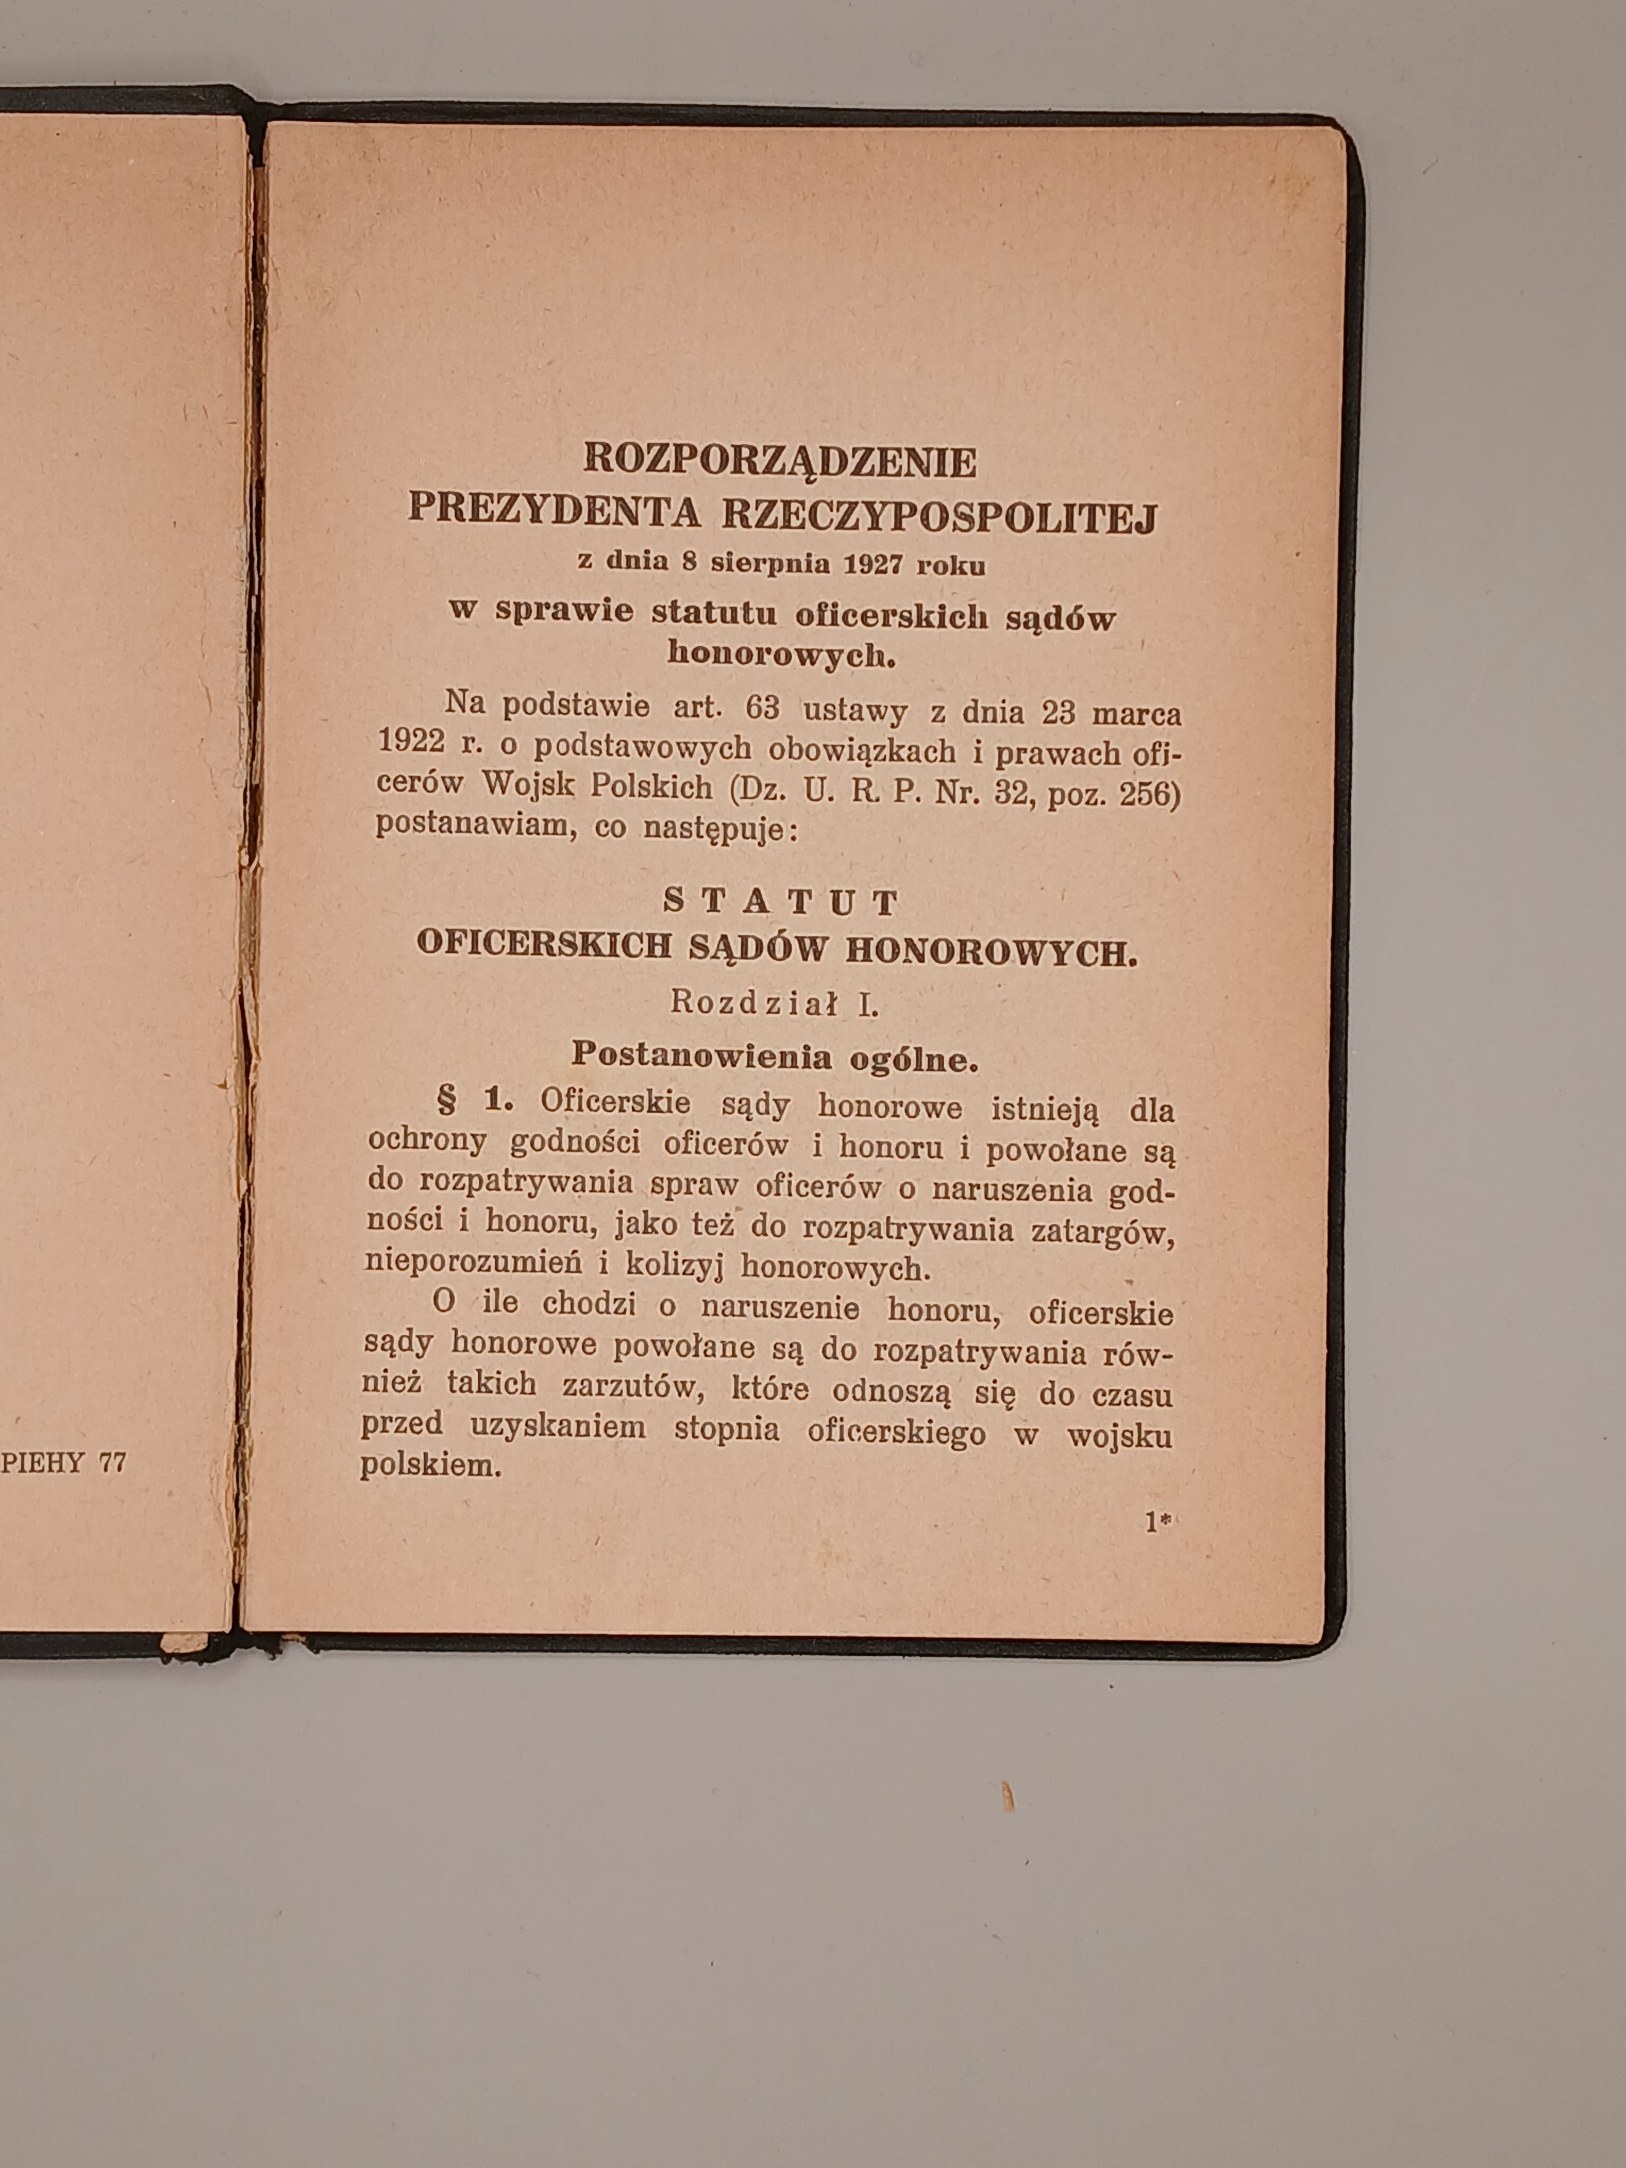 PIEHY 77
ROZPORZĄDZENIE
PREZYDENTA RZECZYPOSPOLITEJ
z dnia 8 sierpnia 1927 roku
w sprawie statutu oficerskich sądów
honorowych.
Na podstawie art. 63 ustawy z dnia 23 marca
1922 r. o podstawowych obowiązkach i prawach ofi-
cerów Wojsk Polskich (Dz. U. R. P. Nr. 32, poz. 256)
postanawiam, co następuje:
STATUT
OFICERSKICH SĄDÓW HONOROWYCH.
Rozdział I.
Postanowienia ogólne.
§ 1. Oficerskie sądy honorowe istnieją dla
ochrony godności oficerów i honoru i powołane są
do rozpatrywania spraw oficerów o naruszenia god-
ności i honoru, jako też do rozpatrywania zatargów,
nieporozumień i kolizyj honorowych.
O ile chodzi o naruszenie honoru, oficerskie
sądy honorowe powołane są do rozpatrywania rów-
nież takich zarzutów, które odnoszą się do czasu
przed uzyskaniem stopnia oficerskiego w wojsku
polskiem.
1*